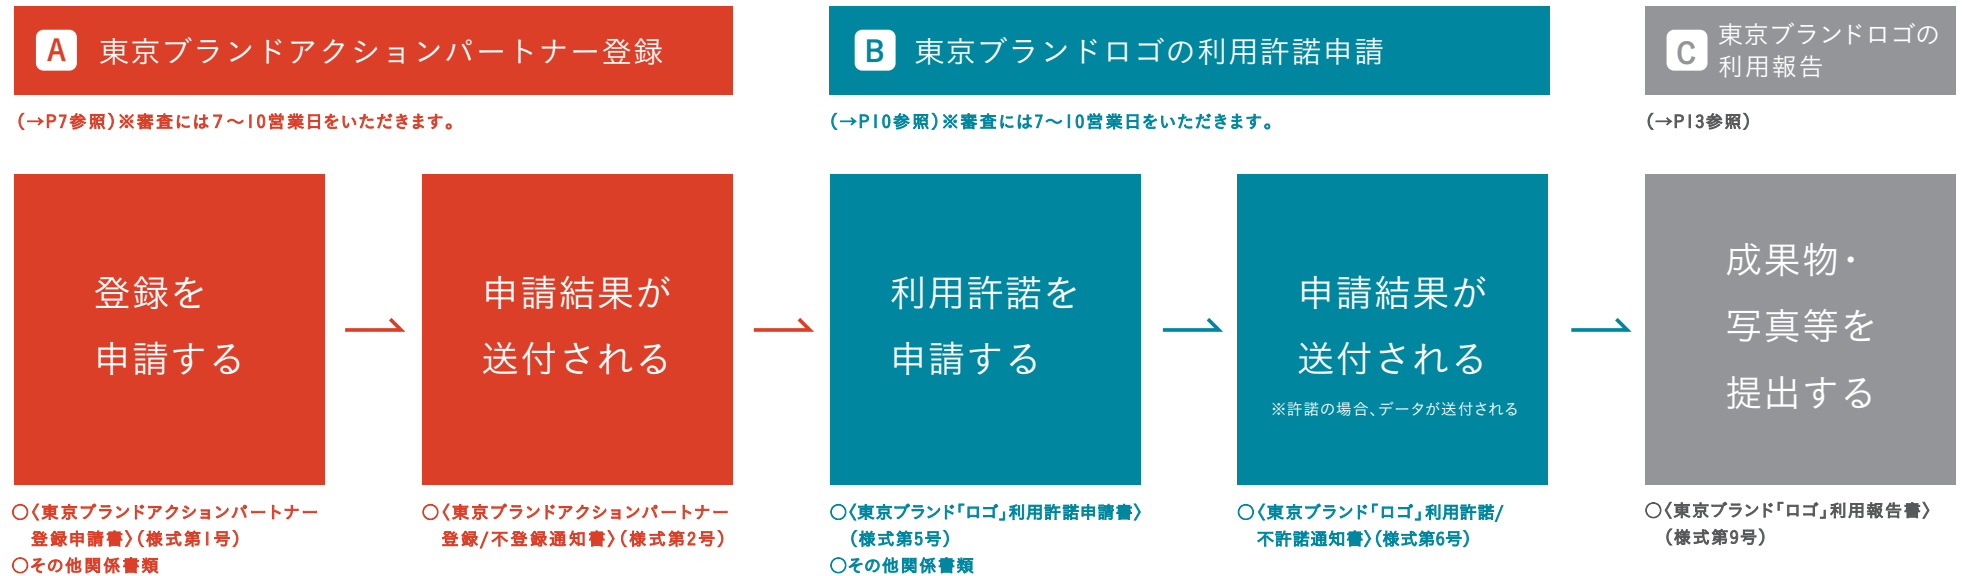 A 東京ブランドアクションパートナー登録
(→P7参照)※審査には7〜10営業日をいただきます。
登録を
申請する
○〈東京ブランドアクションパートナー
登録申請書〉(様式第1号)
○その他関係書類
申請結果が
送付される
○〈東京ブランドアクションパートナー
登録/不登録通知書〉(様式第2号)
B 東京ブランドロゴの利用許諾申請
(→P10参照)※審査には7〜10営業日をいただきます。
利用許諾を
申請する
○〈東京ブランド「ロゴ」利用許諾申請書〉
(様式第5号)
○その他関係書類
申請結果が
送付される
※許諾の場合、データが送付される
○〈東京ブランド「ロゴ」利用許諾/
不許諾通知書〉(様式第6号)
C 東京ブランドロゴの
利用報告
(→P13参照)
成果物・
写真等を
提出する
○〈東京ブランド「ロゴ」利用報告書〉
(様式第9号)